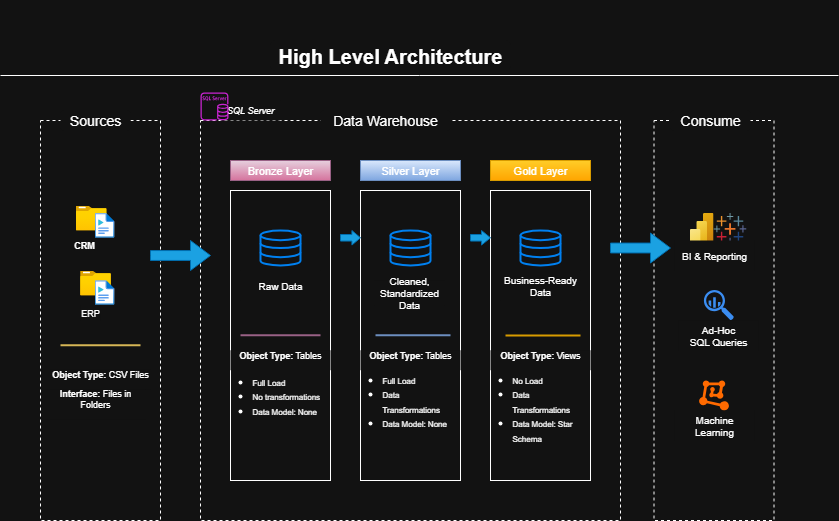 High Level Architecture
SQL Server
SQL Server
Sources
Data Warehouse
Consume
Bronze Layer
Silver Layer
Gold Layer
CRM
ERP
Object Type: CSV Files
Interface: Files in
Folders
Raw Data
Object Type: Tables
Full Load
No transformations
Data Model: None
Cleaned,
Standardized
Data
Object Type: Tables
Full Load
Data
Transformations
Data Model: None
Business-Ready
Data
Object Type: Views
No Load
Data
Transformations
Data Model: Star
Schema
BI & Reporting
Ad-Hoc
SQL Queries
Machine
Learning